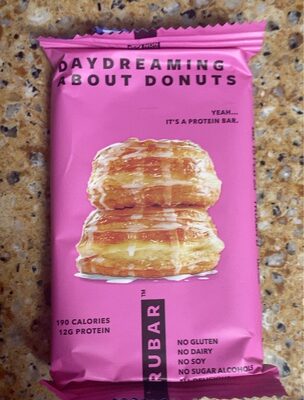 DAYDREAMING
ABOUT DONUTS
YEAH...
IT'S A PROTEIN BAR.
190 CALORIES
12G PROTEIN
RUBAR™
NO GLUTEN
NO DAIRY
NO SOY
NO SUGAR ALCOHOLS